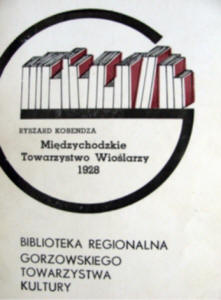 RYSZARD KOBENDZA
Międzychodzkie
Towarzystwo Wioślarzy
1928
BIBLIOTEKA REGIONALNA
GORZOWSKIEGO
TOWARZYSTWA
KULTURY